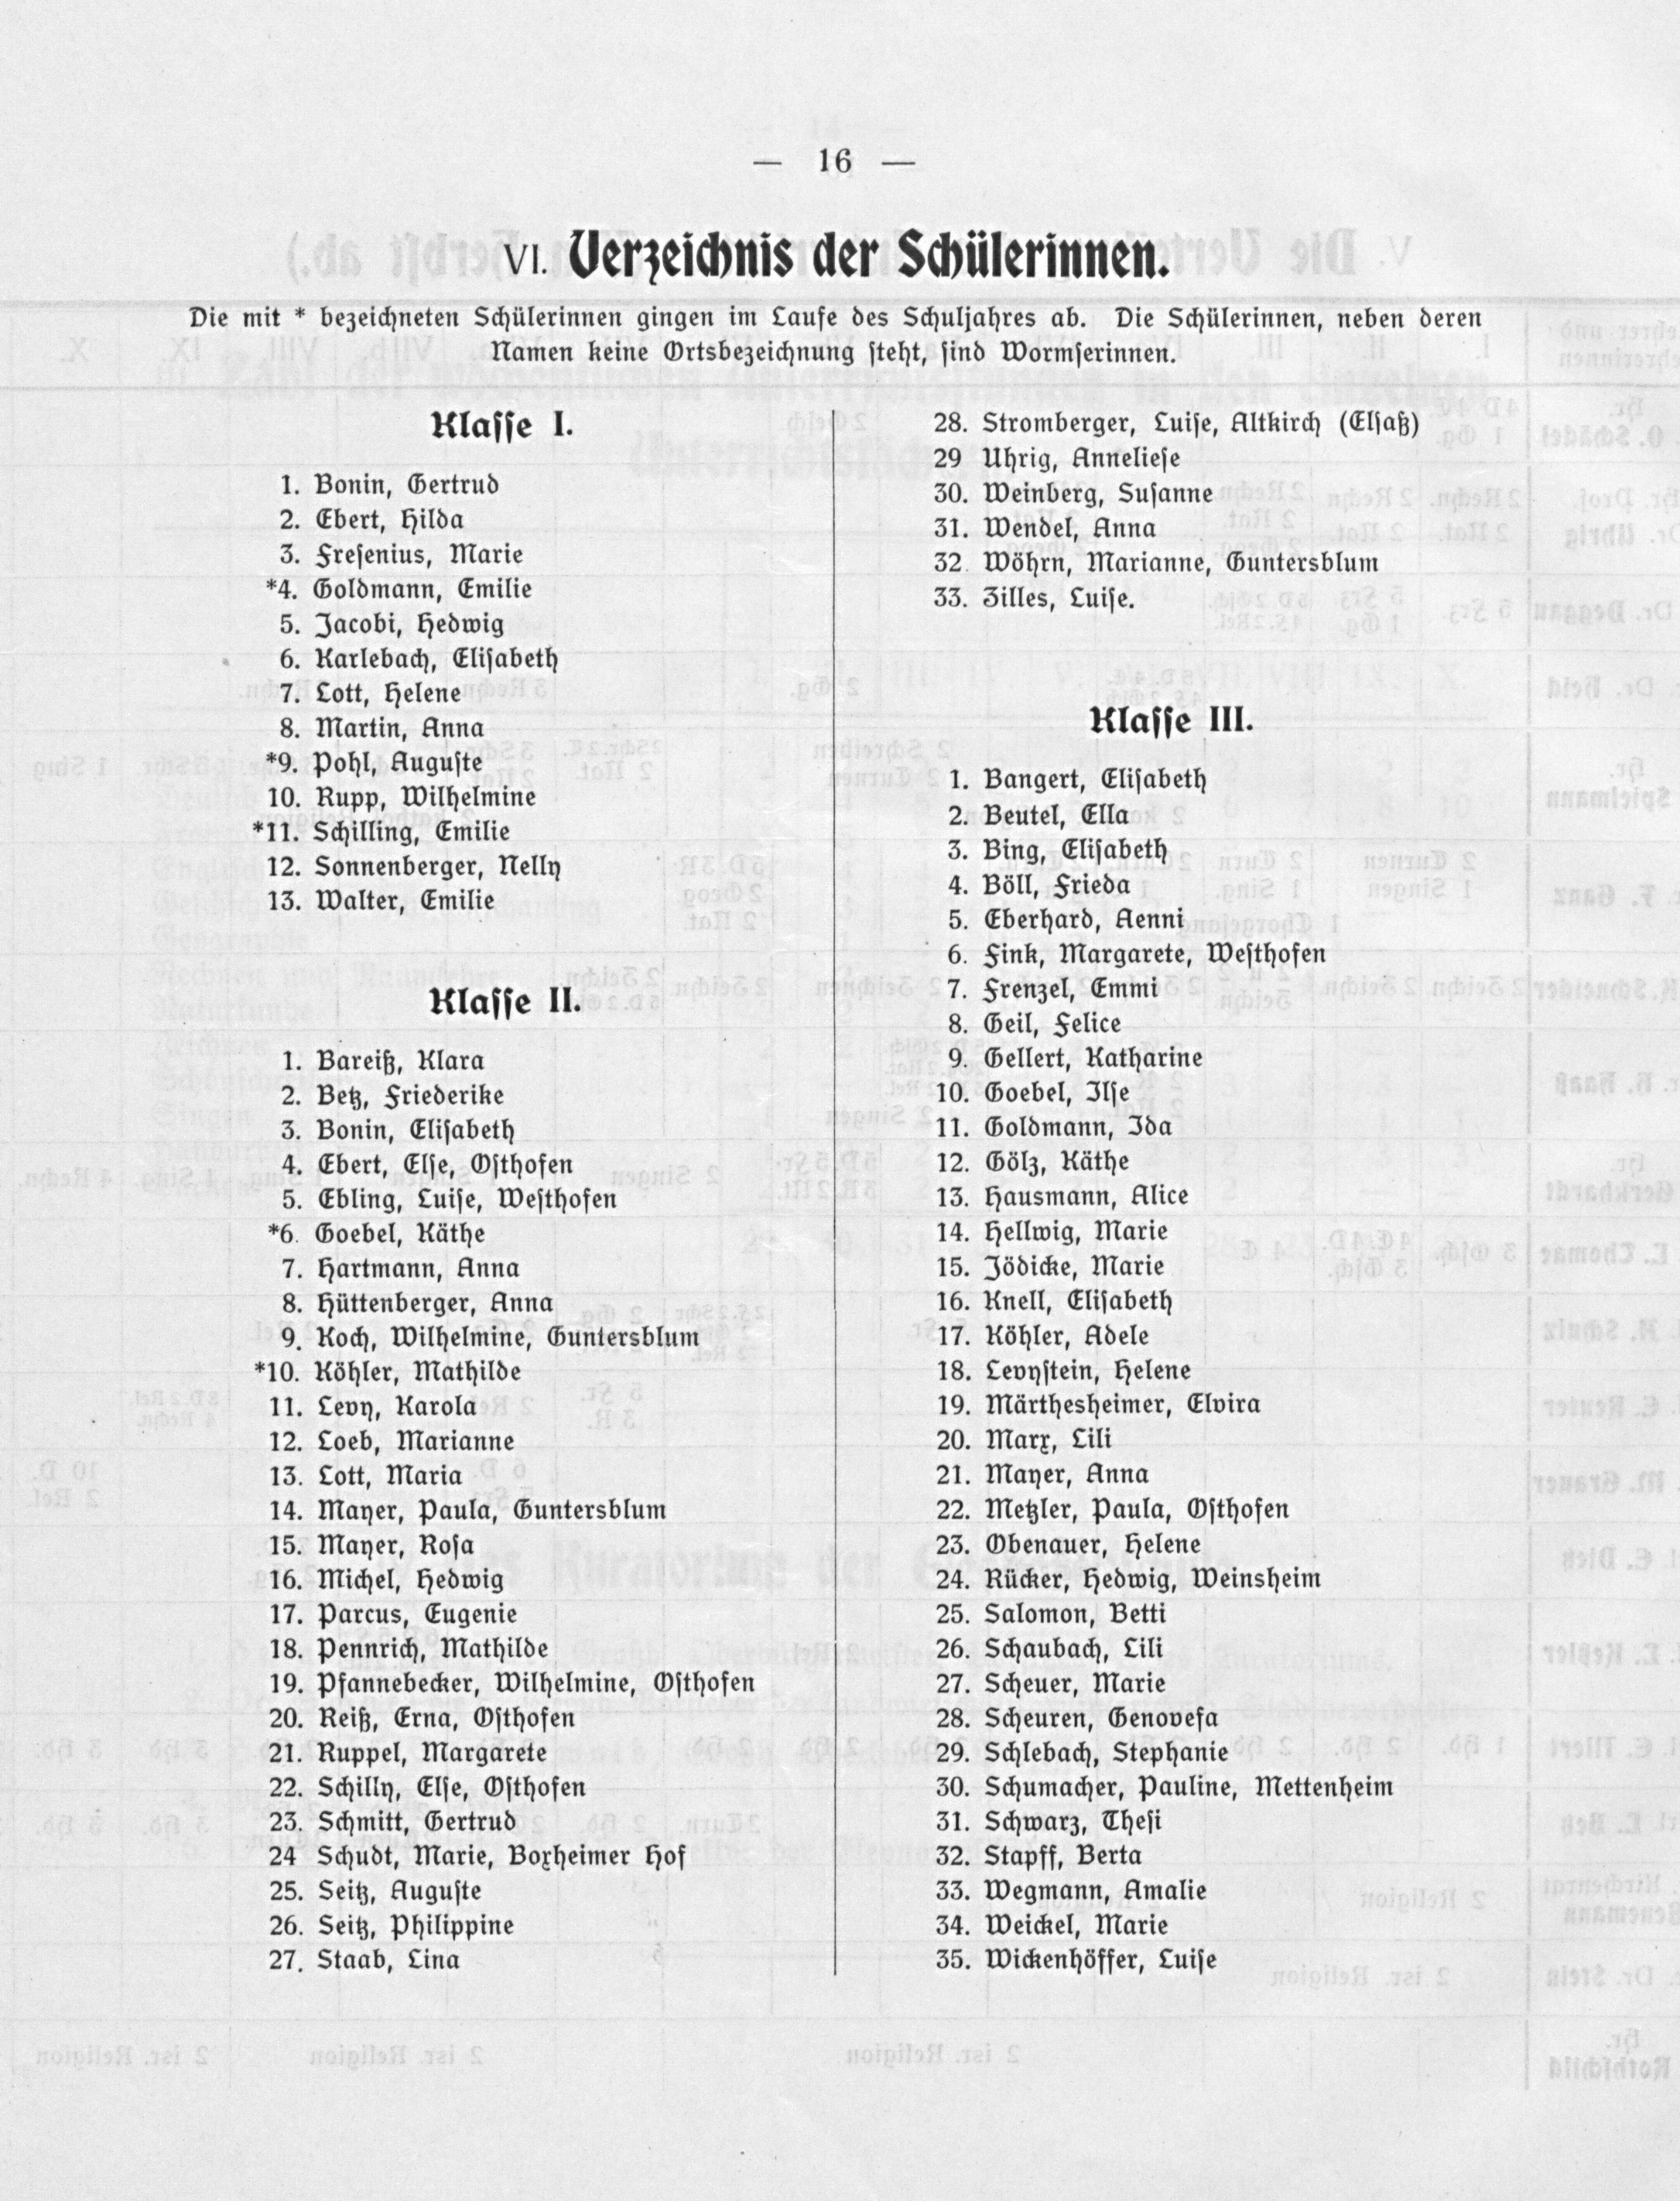 — 16 —
VI. Verzeichnis der Schülerinnen.
Die mit * bezeichneten Schülerinnen gingen im Laufe des Schuljahres ab. Die Schülerinnen, neben deren
Namen keine Ortsbezeichnung steht, sind Wormserinnen.
Klasse I.
1. Bonin, Gertrud
2. Ebert, Hilda
3. Fresenius, Marie
*4. Goldmann, Emilie
5. Jacobi, Hedwig
6. Karlebach, Elisabeth
7. Lott, Helene
8. Martin, Anna
*9. Pohl, Auguste
10. Rupp, Wilhelmine
*11. Schilling, Emilie
12. Sonnenberger, Nelly
13. Walter, Emilie
Klasse II.
1. Bareiß, Klara
2. Betz, Friederike
3. Bonin, Elisabeth
4. Ebert, Else, Osthofen
5. Ebling, Luise, Westhofen
*6. Goebel, Käthe
7. Hartmann, Anna
8. Hüttenberger, Anna
9. Koch, Wilhelmine, Guntersblum
*10. Köhler, Mathilde
11. Levy, Karola
12. Loeb, Marianne
13. Lott, Maria
14. Mayer, Paula, Guntersblum
15. Mayer, Rosa
16. Michel, Hedwig
17. Parcus, Eugenie
18. Pennrich, Mathilde
19. Pfannebecker, Wilhelmine, Osthofen
20. Reiß, Erna, Osthofen
21. Ruppel, Margarete
22. Schilly, Else, Osthofen
23. Schmitt, Gertrud
24 Schudt, Marie, Boxheimer Hof
25. Seitz, Auguste
26. Seitz, Philippine
27. Staab, Lina
28. Stromberger, Luise, Altkirch (Elsaß)
29 Uhrig, Anneliese
30. Weinberg, Susanne
31. Wendel, Anna
32. Wöhrn, Marianne, Guntersblum
33. Zilles, Luise.
Klasse III.
1. Bangert, Elisabeth
2. Beutel, Ella
3. Bing, Elisabeth
4. Böll, Frieda
5. Eberhard, Aenni
6. Fink, Margarete, Westhofen
7. Frenzel, Emmi
8. Geil, Felice
9. Gellert, Katharine
10. Goebel, Ilse
11. Goldmann, Ida
12. Gölz, Käthe
13. Hausmann, Alice
14. Hellwig, Marie
15. Jödicke, Marie
16. Knell, Elisabeth
17. Köhler, Adele
18. Levystein, Helene
19. Märthesheimer, Elvira
20. Marx, Lili
21. Mayer, Anna
22. Metzler, Paula, Osthofen
23. Obenauer, Helene
24. Rücker, Hedwig, Weinsheim
25. Salomon, Betti
26. Schaubach, Lili
27. Scheuer, Marie
28. Scheuren, Genovefa
29. Schlebach, Stephanie
30. Schumacher, Pauline, Mettenheim
31. Schwarz, Thesi
32. Stapff, Berta
33. Wegmann, Amalie
34. Weickel, Marie
35. Wickenhöffer, Luise